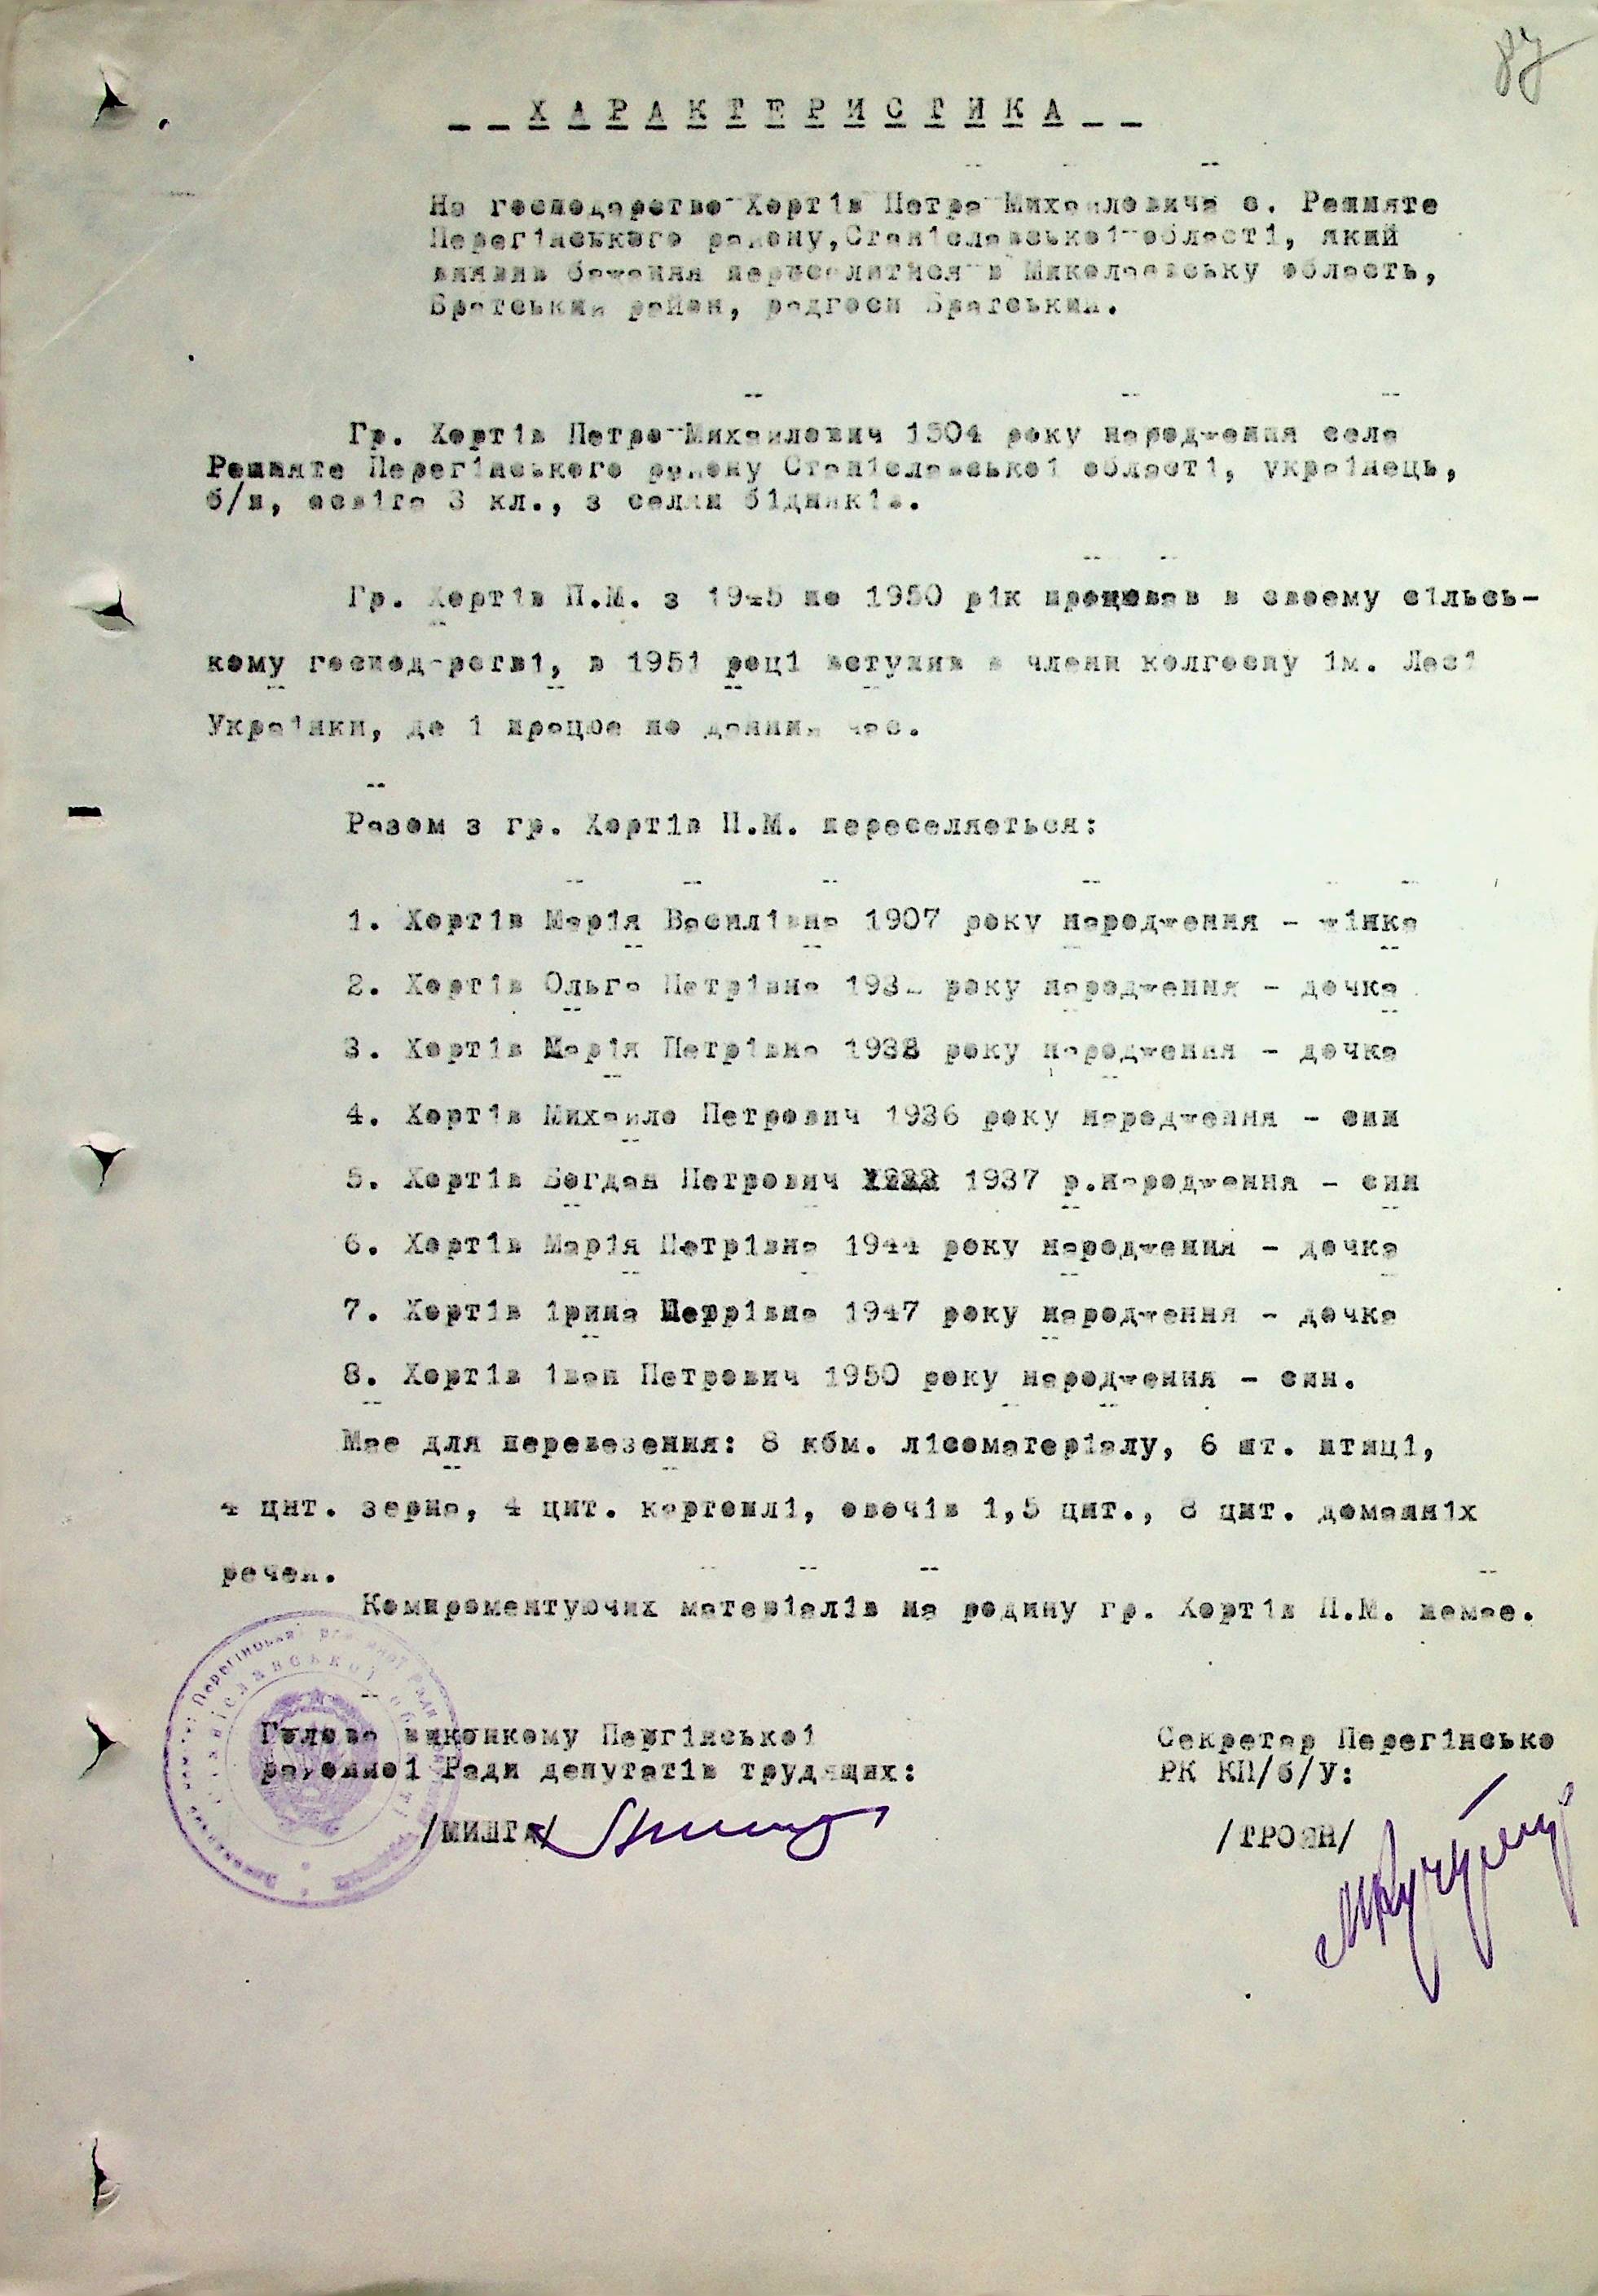 87
Х А Р А К Т Е Р И С Т И К А
На господарство Хортів Петра Михайловича с. Ріпняте
Перегінського району, Станіславської області, який
виявив бажання переселитися в Миколаївську область,
Братський район, радгосп Братський.
Гр. Хортів Петро Михайлович 1904 року народження села
Перегінського району Станіславської області, українець,
б/п, освіта 3 кл., з селян бідняків.
Гр. Хортів П.М. з 1945 по 1950 рік працював в своєму сільсь-
кому господарстві, в 1951 році вступив в члени колгоспу ім. Лесі
Українки, де і працює по даний час.
Разом з гр. Хортів П.М. переселяеться:
1. Хортів Марія Василівна 1907 року народження - жінка
2. Хортів Ольга Петрівна року народження - дочка
3. Хортів Марія Петрівна 1938 року народження - дочка
4. Хортів Михайло Петрович 1936 року народження - син
5. Хортів Богдан Петрович 1937 р.народження - син
6. Хортів Марія Петрівна 1944 року народження - дочка
7. Хортів Ірина Петрівна 1947 року народження - дочка
8. Хортів Іван Петрович 1950 року народження - син.
Має для перевезення: 8 кбм. лісоматеріалу, 6 шт. птиці,
4 цнт. зерна, 4 цнт. картоплі, овочів 1,5 цнт., 8 цнт. домашніх
речей.
Компроментуючих матеріалів на родину гр. Хортів П.М. немає.
Голова виконкому Пергінської
районної Ради депутатів трудящих:
/МИШГА/
Секретар Перегінсько
РК КП/б/У:
/ТРОЯН/